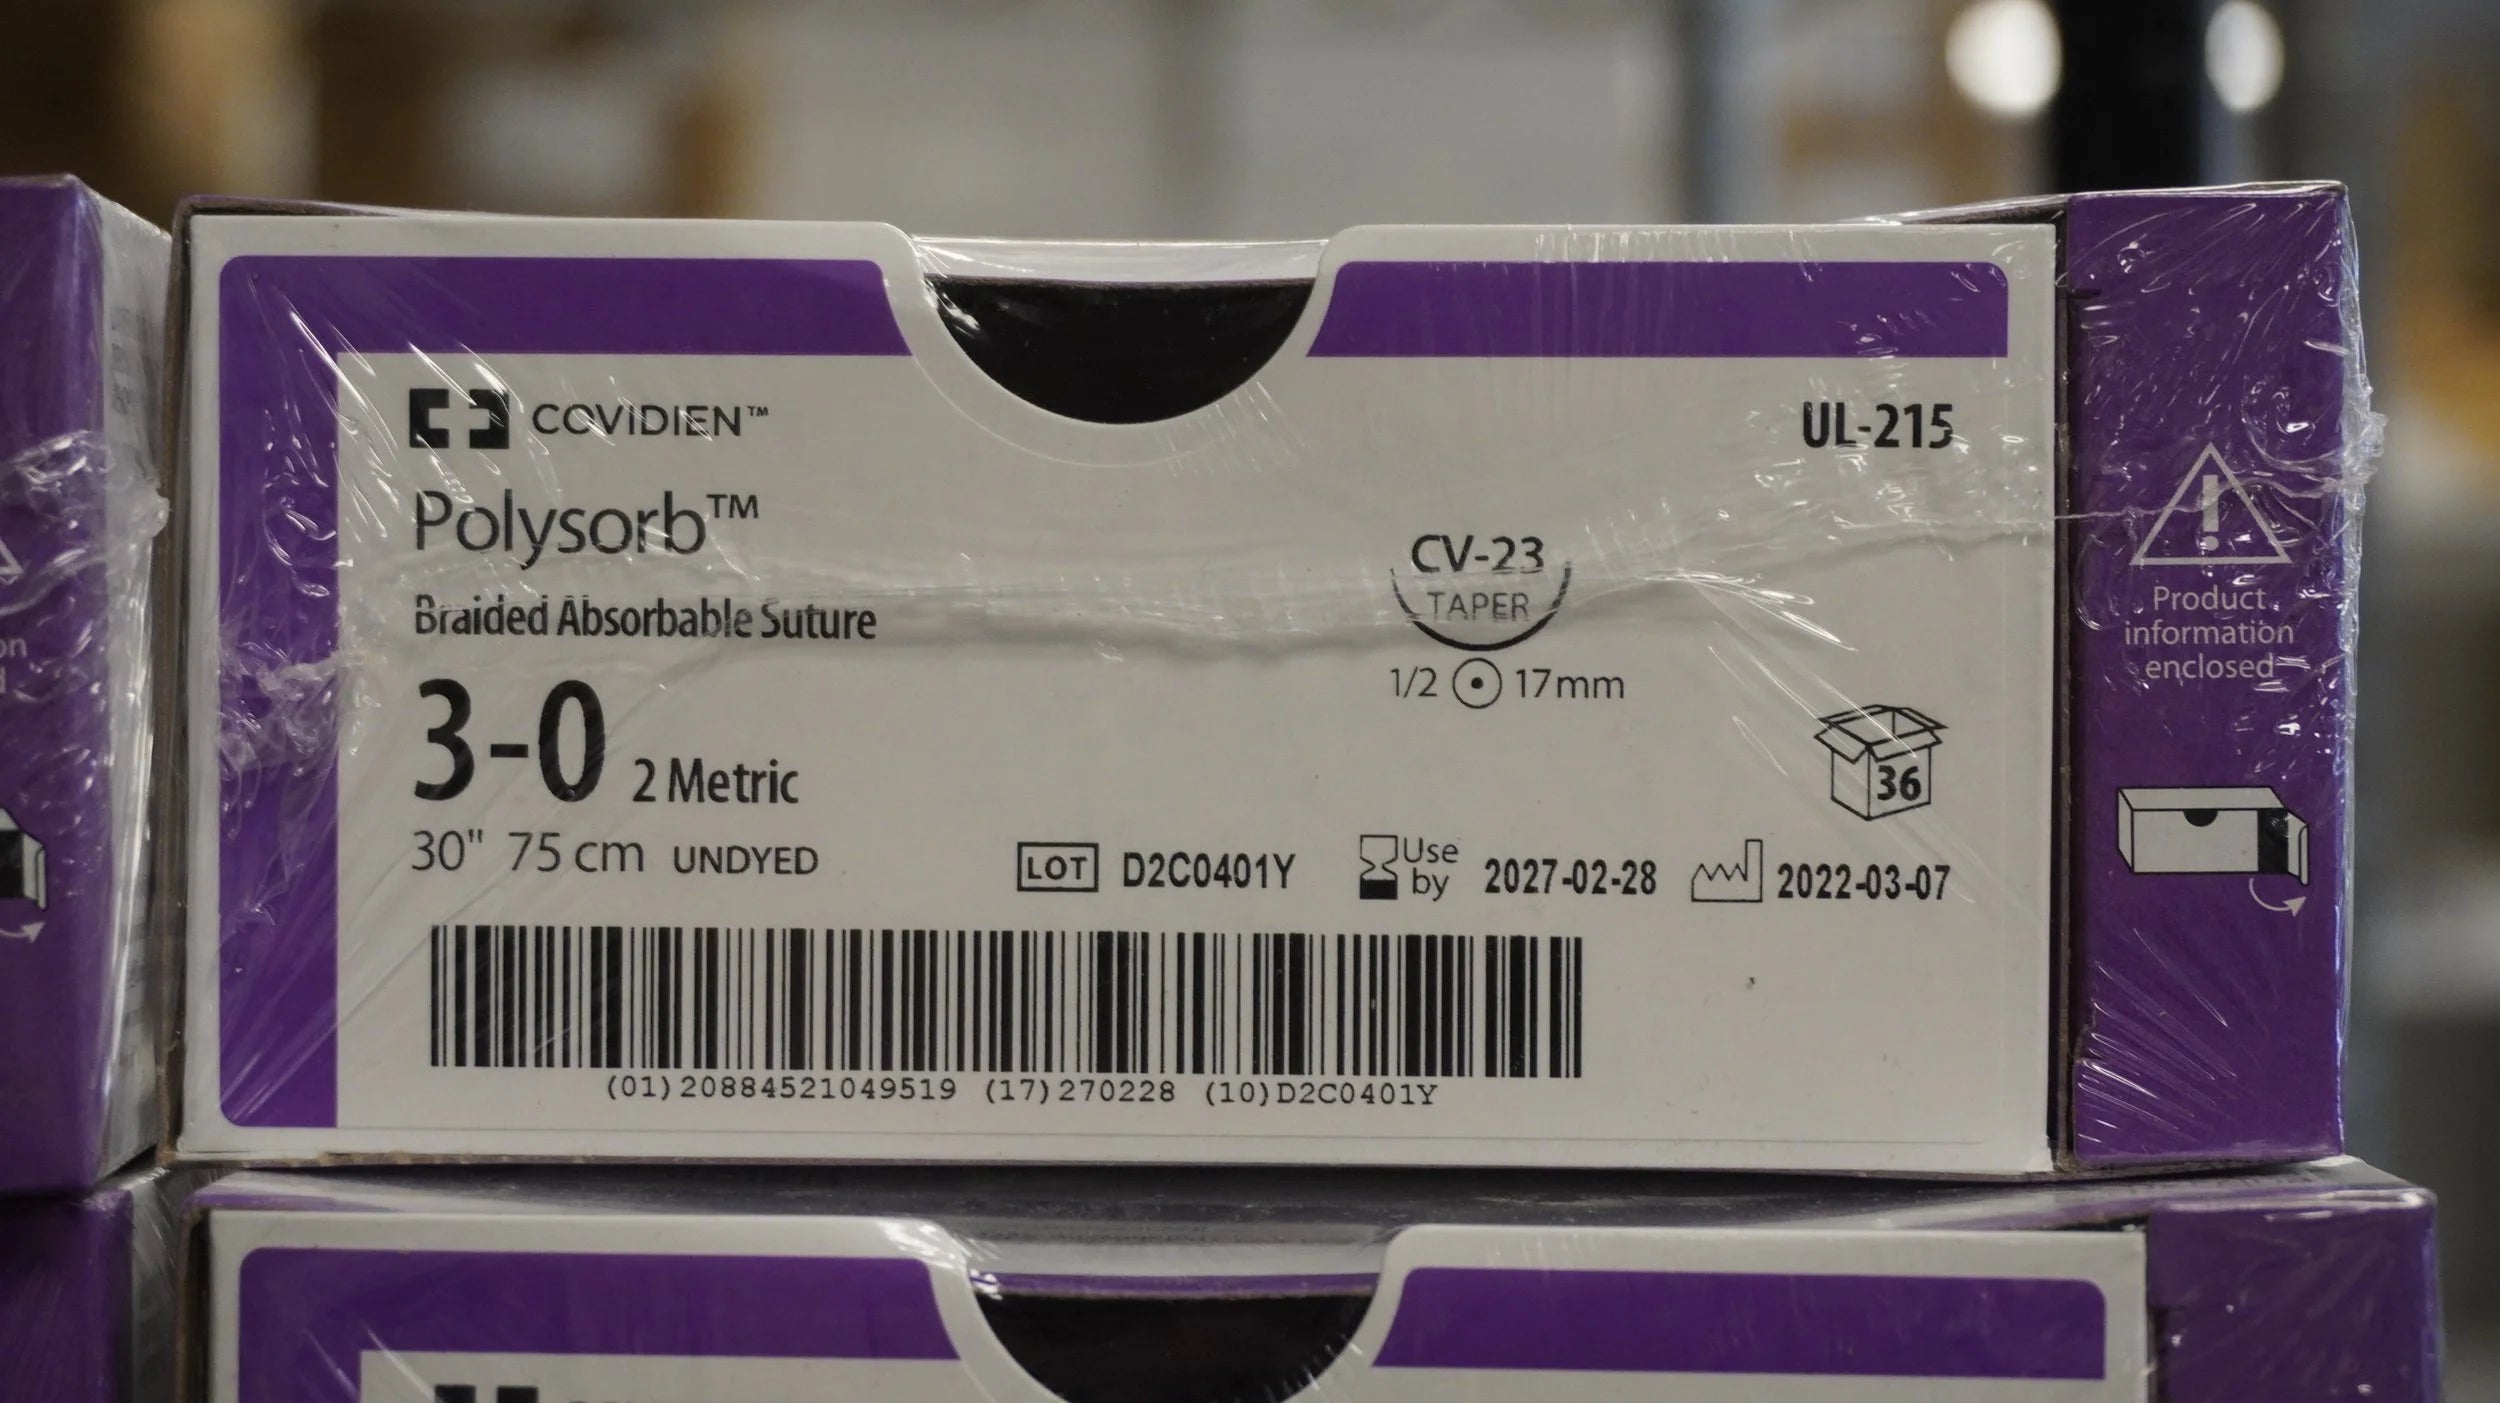 COVIDIEN™
UL-215
Polysorb™
CV-23
TAPER
Braided Absorbable Suture
1/2 17mm
3-0 2 Metric
36
30" 75 cm UNDYED
LOT D2C0401Y
Use by 2027-02-28
2022-03-07
(01)20884521049519 (17)270228 (10)D2C0401Y
Product
information
enclosed